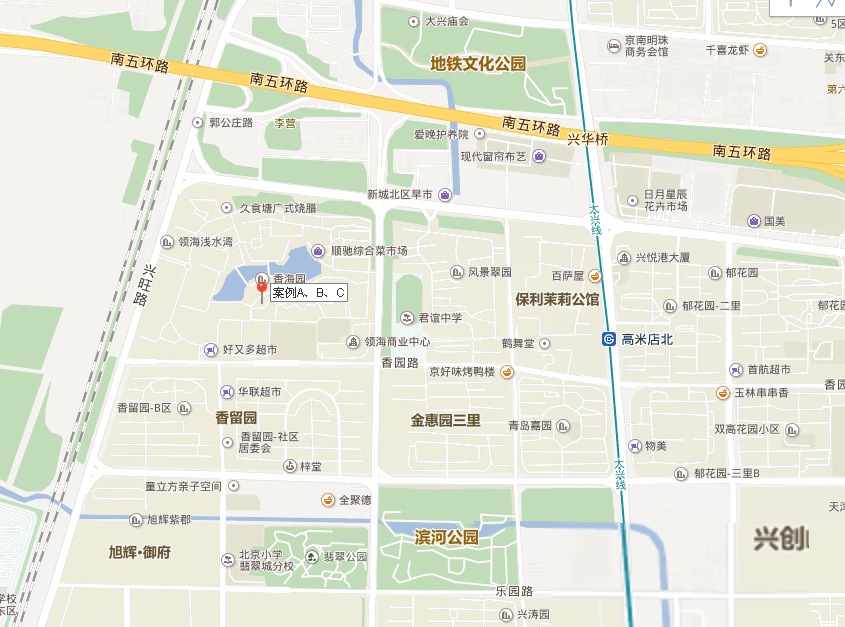 大兴庙会
5区
京南明珠
商务会馆
千喜龙虾
关东
地铁文化公园
南五环路
南五环路
第六
郭公庄路
李营
爱晚护养院
南五环路
兴华桥
南五环路
现代窗帘布艺
新城北区早市
日月星辰
花卉市场
久食塘广式烧腊
大兴线
国美
领海浅水湾
顺驰综合菜市场
兴悦港大厦
兴旺路
香海园
风景翠园
百萨屋
郁花园
案例A、B、C
保利茉莉公馆
郁花园-二里
郁花园
君谊中学
高米店北
好又多超市
领海商业中心
鹤舞堂
香园路
京好味烤鸭楼
首航超市
香园
华联超市
玉林串串香
香留园-B区
香留园
金惠园三里
青岛嘉园
双高花园小区
香留园-社区
居委会
物美
梓堂
大兴线
郁花园-三里B
童立方亲子空间
全聚德
天河
旭辉紫郡
滨河公园
兴创
旭辉·御府
北京小学
翡翠城分校
翡翠公园
学校
东区
乐园路
兴涛园